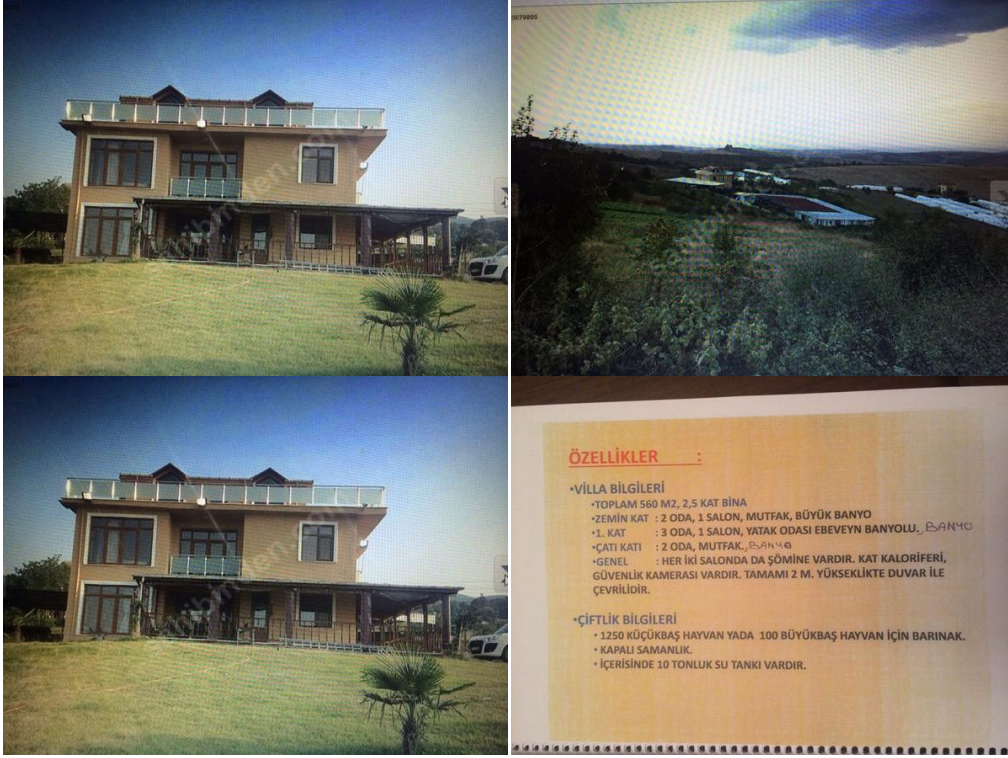 ÖZELLİKLER :
•VİLLA BİLGİLERİ
•TOPLAM 560 M2, 2,5 KAT BİNA
•ZEMİN KAT : 2 ODA, 1 SALON, MUTFAK, BÜYÜK BANYO
•1. KAT : 3 ODA, 1 SALON, YATAK ODASI EBEVEYN BANYOLU., BANYO
•ÇATI KATI : 2 ODA, MUTFAK., BANYO
•GENEL : HER İKİ SALONDA DA ŞÖMİNE VARDIR. KAT KALORİFERİ,
GÜVENLİK KAMERASI VARDIR. TAMAMI 2 M. YÜKSEKLİKTE DUVAR İLE
ÇEVRİLİDİR.
•ÇİFTLİK BİLGİLERİ
• 1250 KÜÇÜKBAŞ HAYVAN YADA 100 BÜYÜKBAŞ HAYVAN İÇİN BARINAK.
• KAPALI SAMANLIK.
• İÇERİSİNDE 10 TONLUK SU TANKI VARDIR.